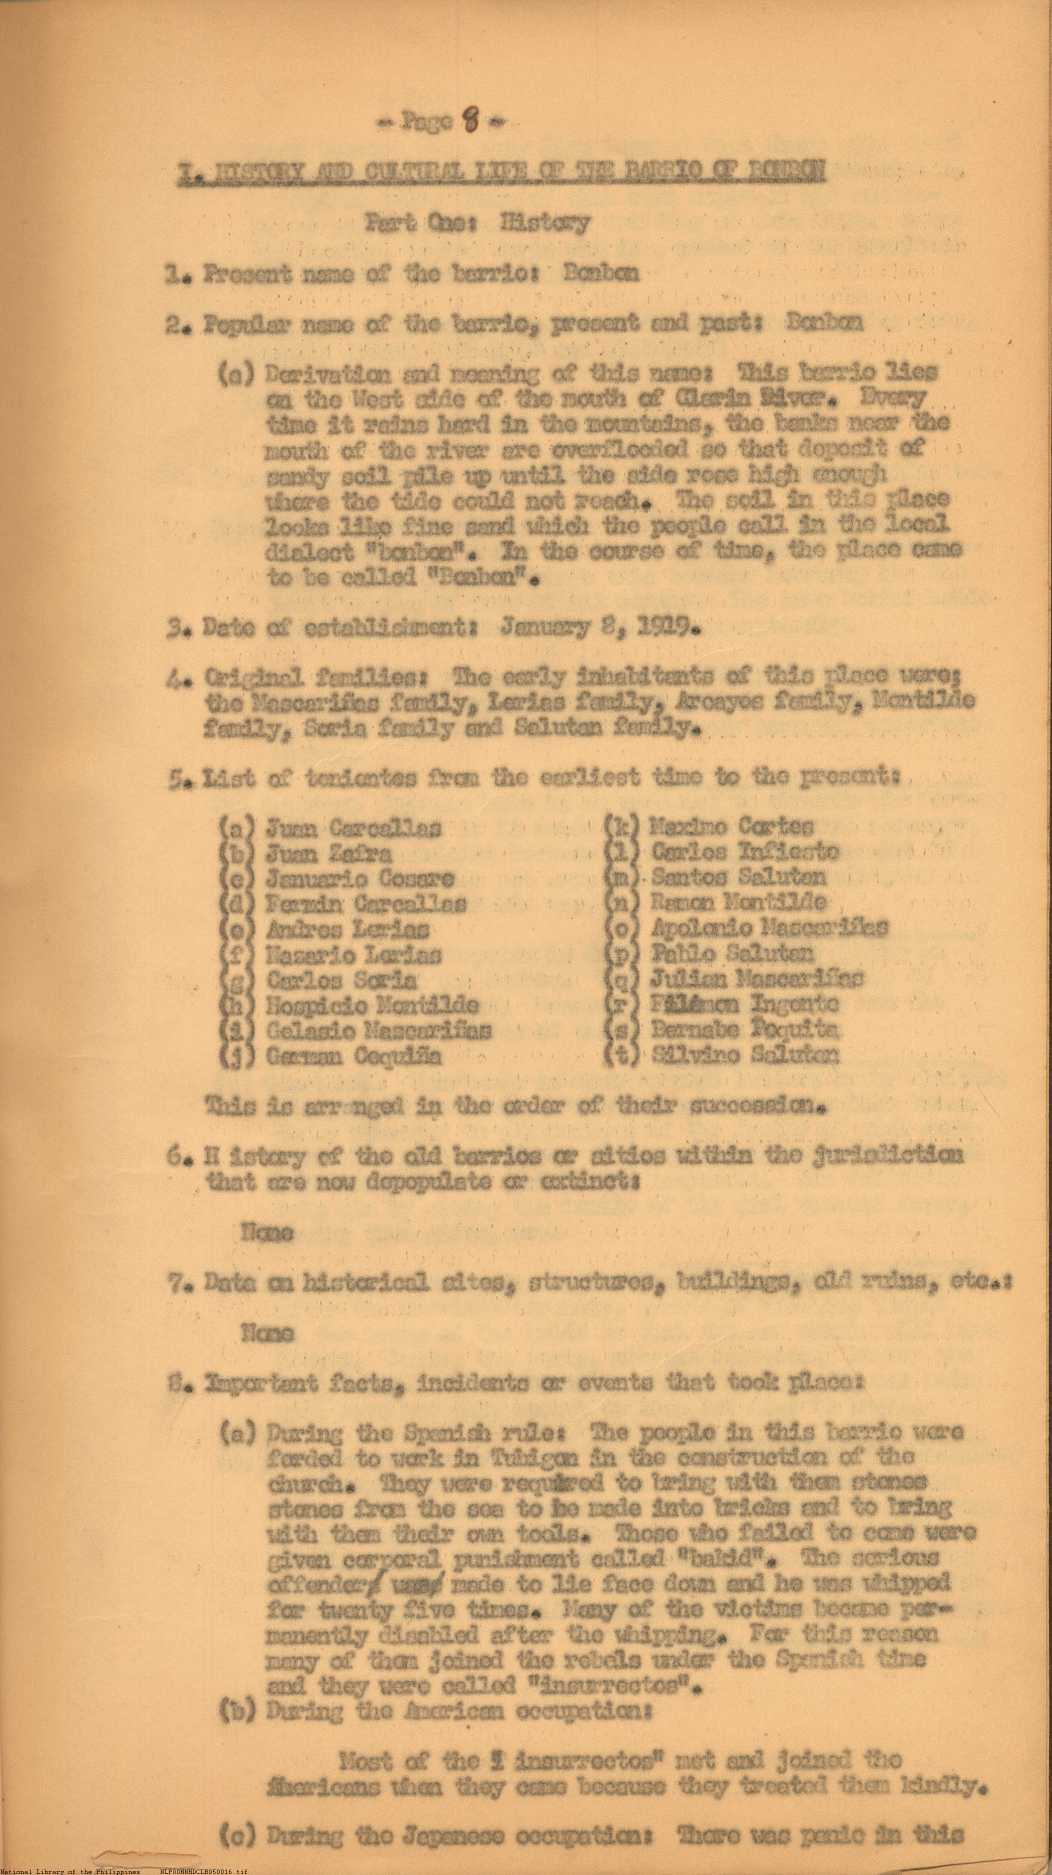 - Page 8 -
I. HISTORY AND CULTURAL LIFE OF THE BARRIO OF BONBON
Part One: History
1. Present name of the barrio: Bonbon
2. Popular name of the barrio, present and past: Bonbon
(a) Derivation and meaning of this name: This barrio lies
on the West side of the mouth of Clarin River. Every
time it rains hard in the mountains, the banks near the
mouth of the river are overflooded so that deposit of
sandy soil pile up until the side rose high enough
where the tide could not reach. The soil in this place
looks like fine sand which the people call in the local
dialect "bonbon". In the course of time, the place came
to be called "Bonbon".
3. Date of establishment: January 8, 1919.
4. Original families: The early inhabitants of this place were;
the Mascariñas family, Lerias family, Arcayos family, Montilde
family, Soria family and Salutan family.
5. List of tenientes from the earliest time to the present:
(a) Juan Carcallas (k) Maximo Cortes
(b) Juan Zafra (l) Carlos Infiesto
(c) Januario Cosare (m) Santos Salutan
(d) Fermin Carcallas (n) Ramon Montilde
(e) Andres Lerias (o) Apolonio Mascariñas
(f) Nazario Lerias (p) Pablo Salutan
(g) Carlos Soria (q) Julian Mascariñas
(h) Hospicio Montilde (r) Filemon Ingente
(i) Gelasio Mascariñas (s) Bernabe Poquita
(j) German Coquiña (t) Silvino Salutan
This is arranged in the order of their succession.
6. H istory of the old barrios or sitios within the jurisdiction
that are now depopulate or extinct:
None
7. Data on historical sites, structures, buildings, old ruins, etc.:
None
8. Important facts, incidents or events that took place:
(a) During the Spanish rule: The people in this barrio were
forded to work in Tubigon in the construction of the
church. They were required to bring with them stones
stones from the sea to be made into bricks and to bring
with them their own tools. Those who failed to come were
given corporal punishment called "bakid". The serious
offender was made to lie face down and he was whipped
for twenty five times. Many of the victims became per-
manently disabled after the whipping. For this reason
many of them joined the rebels under the Spanish time
and they were called "insurrectos".
(b) During the American occupation:
Most of the " insurrectos" met and joined the
Americans when they came because they treated them kindly.
(c) During the Japanese occupation: There was panic in this
National Library of the Philippines